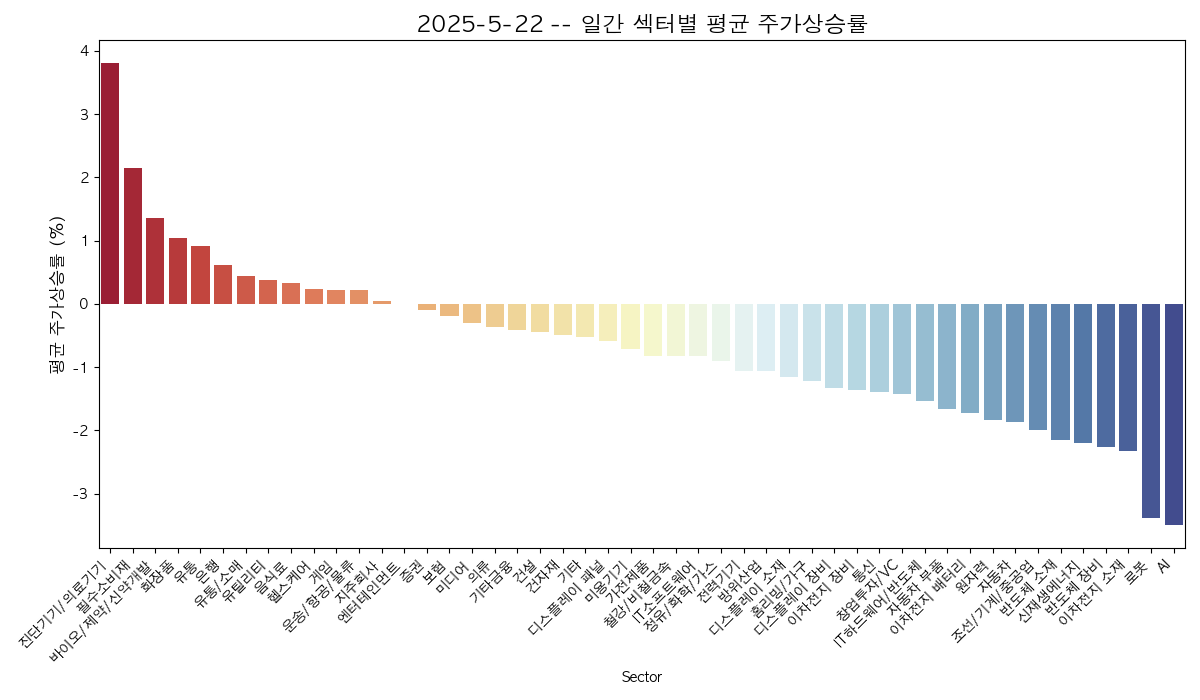 2025-5-22 -- 일간 섹터별 평균 주가상승률
평균 주가상승률 (%)
4
3
2
1
0
-1
-2
-3
진단기기/의료기기
필수소비재
바이오/제약/신약개발
화장품
유통
은행
유통/소매
유틸리티
음식료
헬스케어
게임
운송/항공/물류
지주회사
엔터테인먼트
증권
보험
미디어
의류
기타금융
건설
건자재
기타
디스플레이 패널
미용기기
가전제품
철강/비철금속
IT소프트웨어
정유/화학/가스
전력기기
방위산업
디스플레이 소재
홈리빙/가구
디스플레이 장비
이차전지 장비
통신
창업투자/VC
IT하드웨어/반도체
자동차 부품
이차전지 배터리
원자력
자동차
조선/기계/중공업
반도체 소재
신재생에너지
반도체 장비
이차전지 소재
로봇
AI
Sector